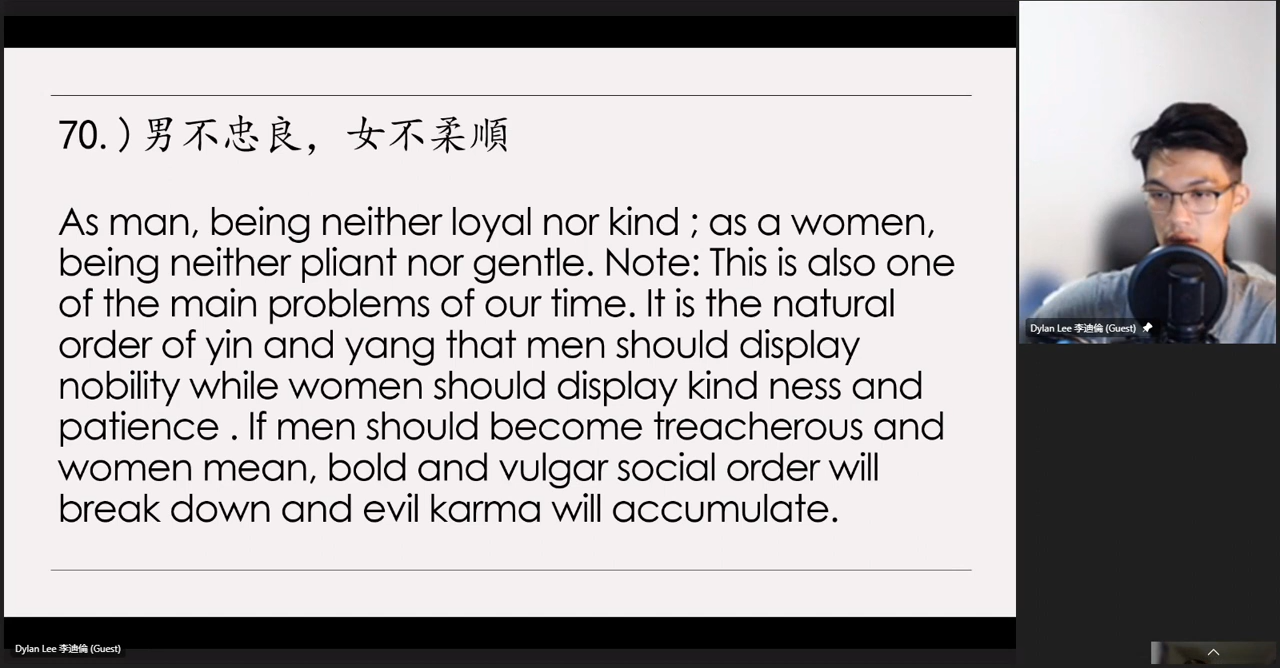 70. ) 男不忠良，女不柔順
As man, being neither loyal nor kind ; as a women,
being neither pliant nor gentle. Note: This is also one
of the main problems of our time. It is the natural
order of yin and yang that men should display
nobility while women should display kind ness and
patience . If men should become treacherous and
women mean, bold and vulgar social order will
break down and evil karma will accumulate.
Dylan Lee 李迪倫 (Guest)
Dylan Lee 李迪倫 (Guest)